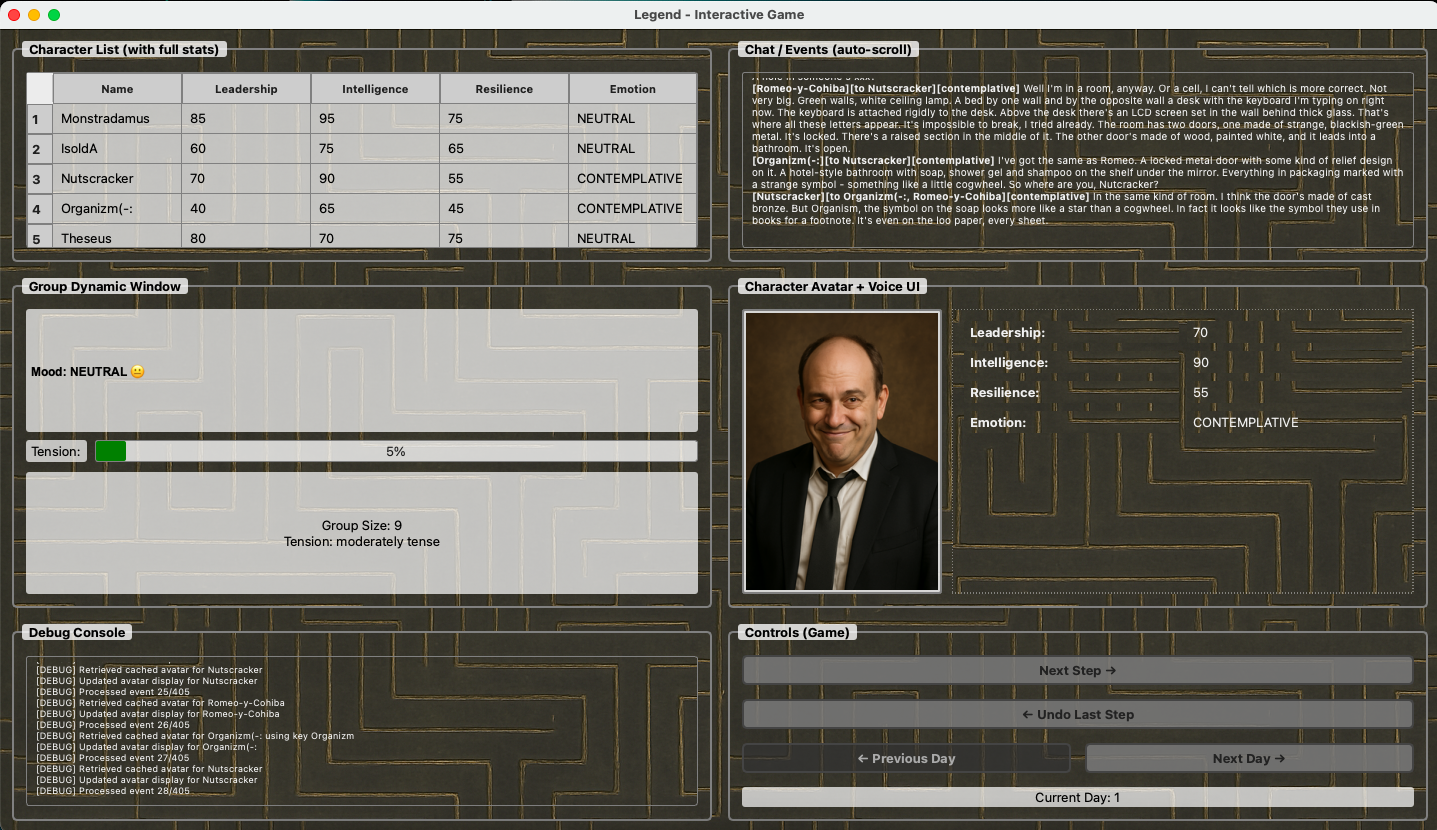 Legend - Interactive Game
Character List (with full stats)
Name Leadership Intelligence Resilience Emotion
1 Monstradamus 85 95 75 NEUTRAL
2 IsoldA 60 75 65 NEUTRAL
3 Nutscracker 70 90 55 CONTEMPLATIVE
4 Organizm(-: 40 65 45 CONTEMPLATIVE
5 Theseus 80 70 75 NEUTRAL
Chat / Events (auto-scroll)
[Romeo-y-Cohiba][to Nutscracker][contemplative] Well I'm in a room, anyway. Or a cell, I can't tell which is more correct. Not
very big. Green walls, white ceiling lamp. A bed by one wall and by the opposite wall a desk with the keyboard I'm typing on right
now. The keyboard is attached rigidly to the desk. Above the desk there's an LCD screen set in the wall behind thick glass. That's
where all these letters appear. It's impossible to break, I tried already. The room has two doors, one made of strange, blackish-green
metal. It's locked. There's a raised section in the middle of it. The other door's made of wood, painted white, and it leads into a
bathroom. It's open.
[Organizm(-:][to Nutscracker][contemplative] I've got the same as Romeo. A locked metal door with some kind of relief design
on it. A hotel-style bathroom with soap, shower gel and shampoo on the shelf under the mirror. Everything in packaging marked with
a strange symbol - something like a little cogwheel. So where are you, Nutcracker?
[Nutscracker][to Organizm(-:, Romeo-y-Cohiba][contemplative] In the same kind of room. I think the door's made of cast
bronze. But Organism, the symbol on the soap looks more like a star than a cogwheel. In fact it looks like the symbol they use in
books for a footnote. It's even on the loo paper, every sheet.
Group Dynamic Window
Mood: NEUTRAL 😐
Tension: 5%
Group Size: 9
Tension: moderately tense
Character Avatar + Voice UI
Leadership: 70
Intelligence: 90
Resilience: 55
Emotion: CONTEMPLATIVE
Debug Console
[DEBUG] Retrieved cached avatar for Nutscracker
[DEBUG] Updated avatar display for Nutscracker
[DEBUG] Processed event 25/405
[DEBUG] Retrieved cached avatar for Romeo-y-Cohiba
[DEBUG] Updated avatar display for Romeo-y-Cohiba
[DEBUG] Processed event 26/405
[DEBUG] Retrieved cached avatar for Organizm(-: using key Organizm
[DEBUG] Updated avatar display for Organizm(-:
[DEBUG] Processed event 27/405
[DEBUG] Retrieved cached avatar for Nutscracker
[DEBUG] Updated avatar display for Nutscracker
[DEBUG] Processed event 28/405
Controls (Game)
Next Step →
← Undo Last Step
← Previous Day Next Day →
Current Day: 1